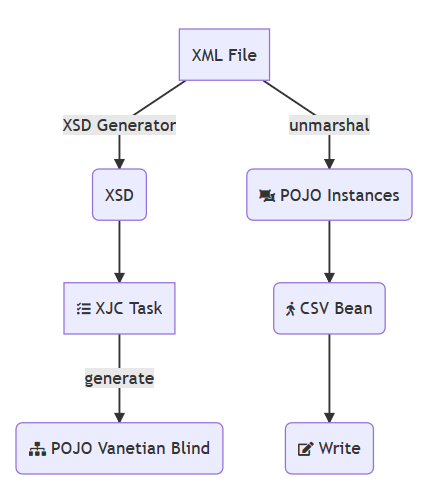 XML File
XSD Generator
unmarshal
XSD
POJO Instances
XJC Task
CSV Bean
generate
POJO Vanetian Blind
Write